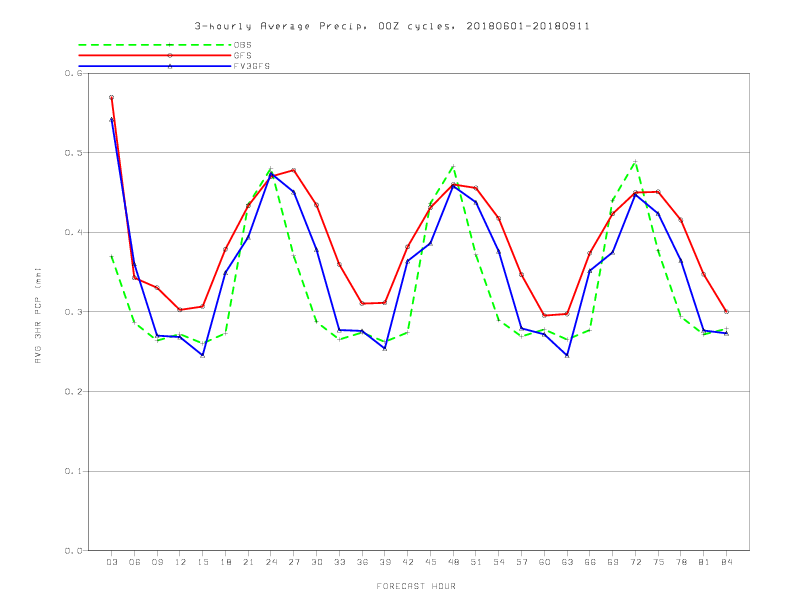 3-hourly Average Precip, 00Z cycles, 20180601-20180911
OBS
GFS
FV3GFS
0.6
0.5
0.4
0.3
0.2
0.1
0.0
AVG 3HR PCP (mm)
03 06 09 12 15 18 21 24 27 30 33 36 39 42 45 48 51 54 57 60 63 66 69 72 75 78 81 84
FORECAST HOUR